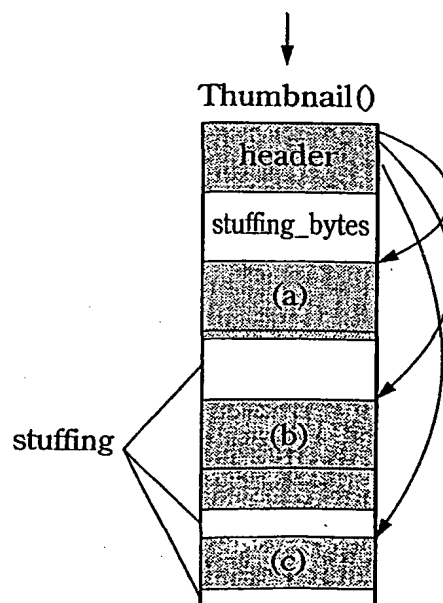 Thumbnail()
header
stuffing_bytes
(a)
(b)
stuffing
(c)